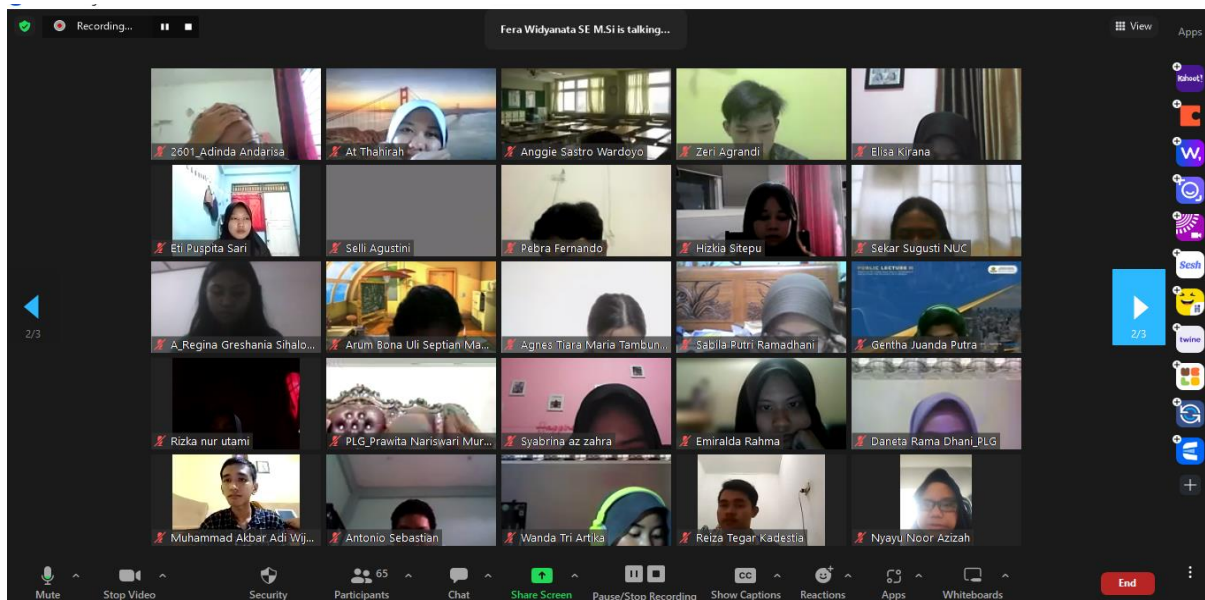 Recording...
Fera Widyanata SE M.Si is talking...
View
Apps
2601_Adinda Andarisa
At Thahirah
Anggie Sastro Wardoyo
Zeri Agrandi
Elisa Kirana
Kahoot!
W,
Eti Puspita Sari
Selli Agustini
Pebra Fernando
Hizkia Sitepu
Sekar Sugusti NUC
PUBLIC LECTURE III
Sesh
2/3
A_Regina Greshania Sihalo...
Arum Bona Uli Septian Ma...
Agnes Tiara Maria Tambun...
Sabila Putri Ramadhani
Gentha Juanda Putra
2/3
twine
Rizka nur utami
PLG_Prawita Nariswari Mur...
Syabrina az zahra
Emiralda Rahma
Daneta Rama Dhani_PLG
Muhammad Akbar Adi Wij...
Antonio Sebastian
Wanda Tri Artika
Reiza Tegar Kadestia
Nyayu Noor Azizah
65
CC
Mute
Stop Video
Security
Participants
Chat
Share Screen
Pause/Stop Recording
Show Captions
Reactions
Apps
Whiteboards
End